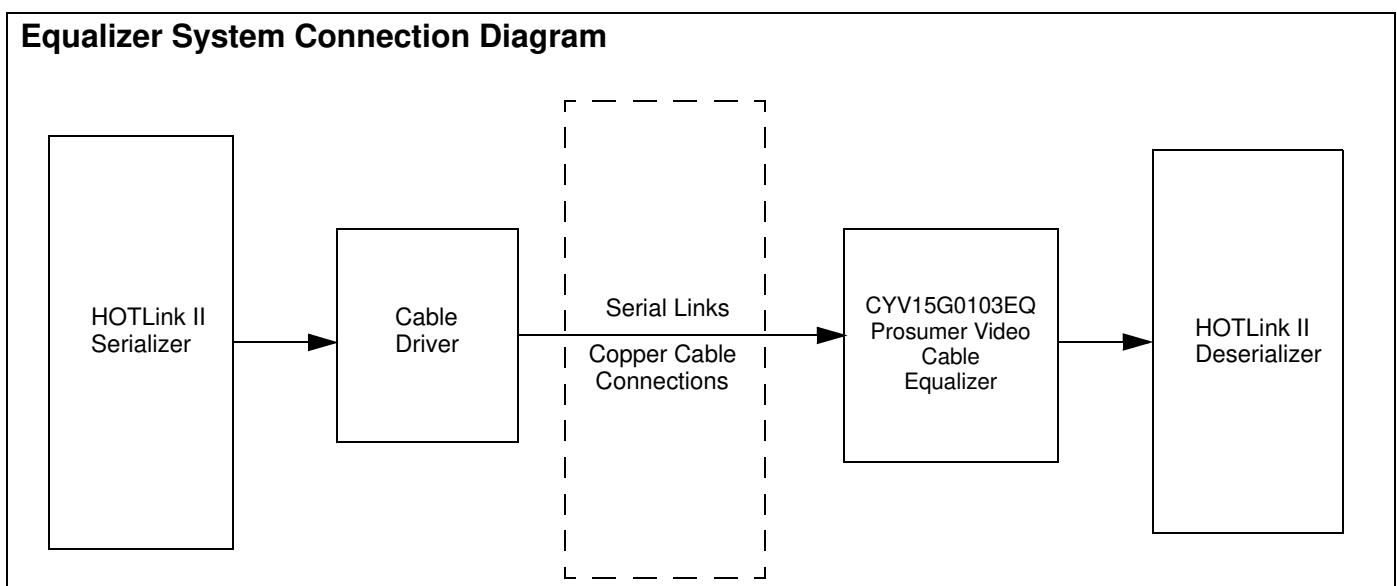 Equalizer System Connection Diagram
HOTLink II
Serializer
Cable
Driver
Serial Links
Copper Cable
Connections
CYV15G0103EQ
Prosumer Video
Cable
Equalizer
HOTLink II
Deserializer